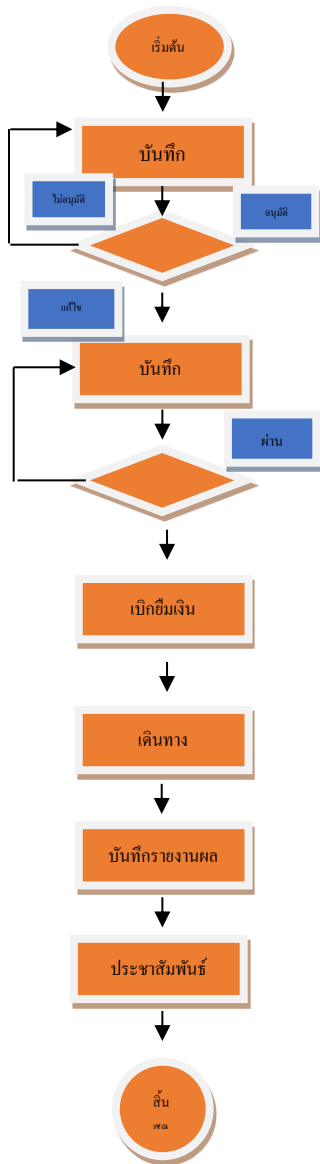 เริ่มต้น
บันทึก
ไม่อนุมัติ
อนุมัติ
แก้ไข
บันทึก
ผ่าน
เบิกยืมเงิน
เดินทาง
บันทึกรายงานผล
ประชาสัมพันธ์
สิ้น